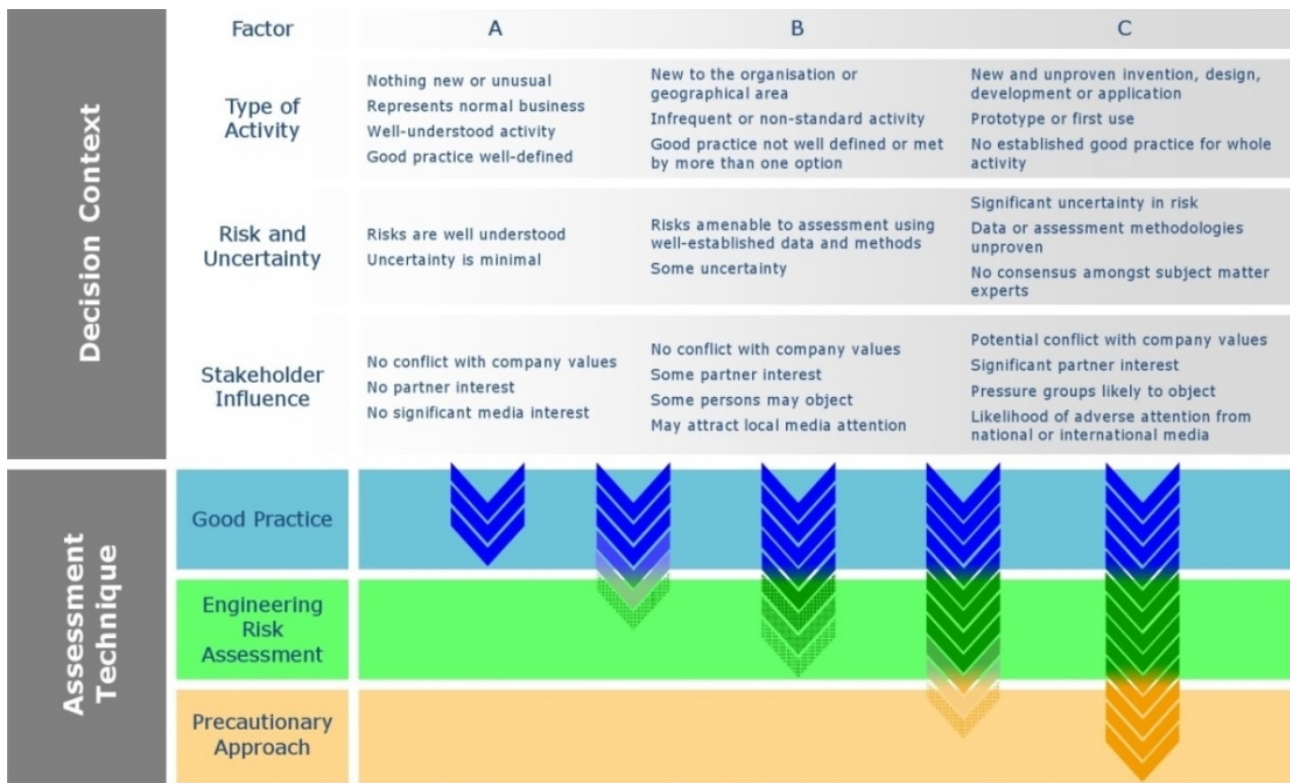 Decision Context
Factor
A
B
C
Type of
Activity
Nothing new or unusual
Represents normal business
Well-understood activity
Good practice well-defined
New to the organisation or
geographical area
Infrequent or non-standard activity
Good practice not well defined or met
by more than one option
New and unproven invention, design,
development or application
Prototype or first use
No established good practice for whole
activity
Risk and
Uncertainty
Risks are well understood
Uncertainty is minimal
Risks amenable to assessment using
well-established data and methods
Some uncertainty
Significant uncertainty in risk
Data or assessment methodologies
unproven
No consensus amongst subject matter
experts
Stakeholder
Influence
No conflict with company values
No partner interest
No significant media interest
No conflict with company values
Some partner interest
Some persons may object
May attract local media attention
Potential conflict with company values
Significant partner interest
Pressure groups likely to object
Likelihood of adverse attention from
national or international media
Assessment
Technique
Good Practice
Engineering
Risk
Assessment
Precautionary
Approach